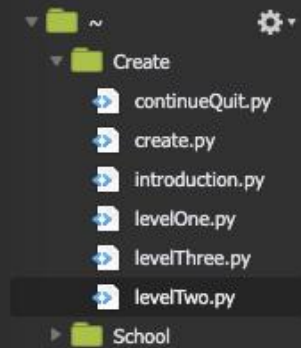 ~
Create
continueQuit.py
create.py
introduction.py
levelOne.py
levelThree.py
levelTwo.py
School